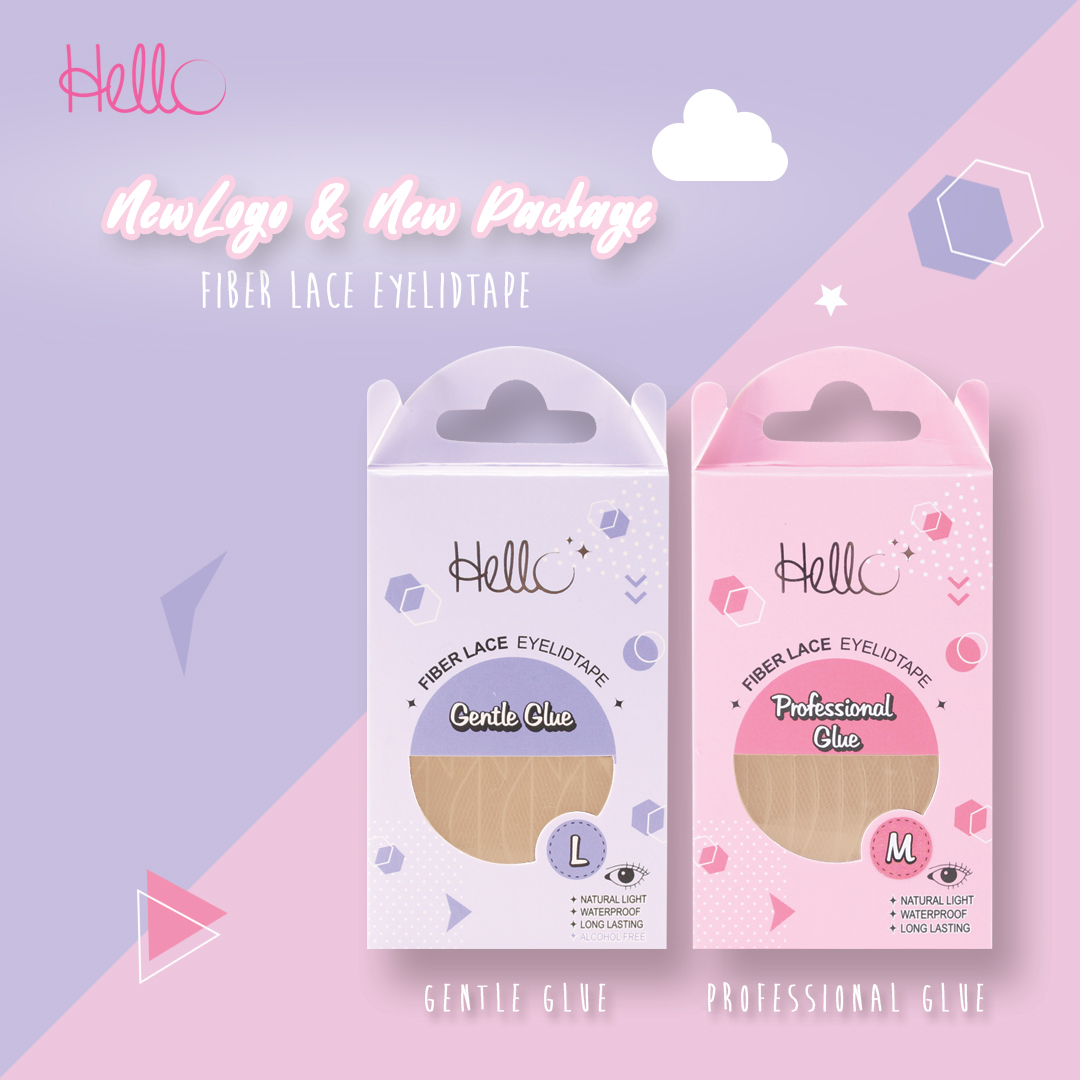 Hello
NewLogo & New Package
FIBER LACE EYELIDTAPE
Hello
FIBER LACE EYELIDTAPE
Gentle Glue
L
NATURAL LIGHT
WATERPROOF
LONG LASTING
ALCOHOL FREE
Hello
FIBER LACE EYELIDTAPE
Professional
Glue
M
NATURAL LIGHT
WATERPROOF
LONG LASTING
GENTLE GLUE
PROFESSIONAL GLUE